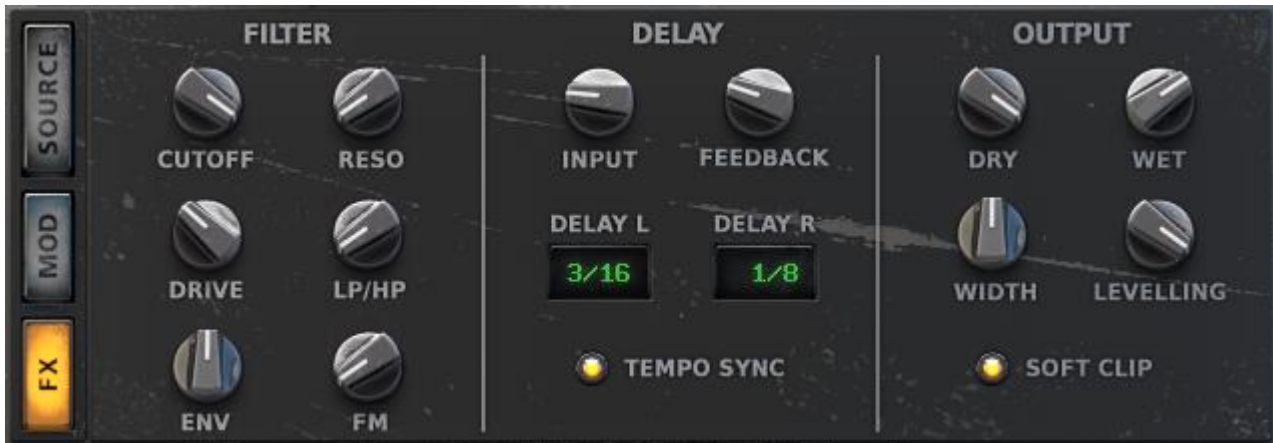 SOURCE
MOD
FX
FILTER
CUTOFF RESO
DRIVE LP/HP
ENV FM
DELAY
INPUT FEEDBACK
DELAY L DELAY R
3/16 1/8
TEMPO SYNC
OUTPUT
DRY WET
WIDTH LEVELLING
SOFT CLIP